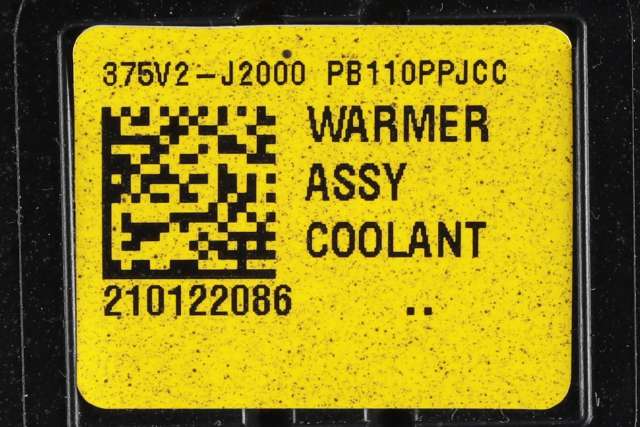 375V2-J2000 PB110PPJCC
WARMER
ASSY
COOLANT
210122086
..